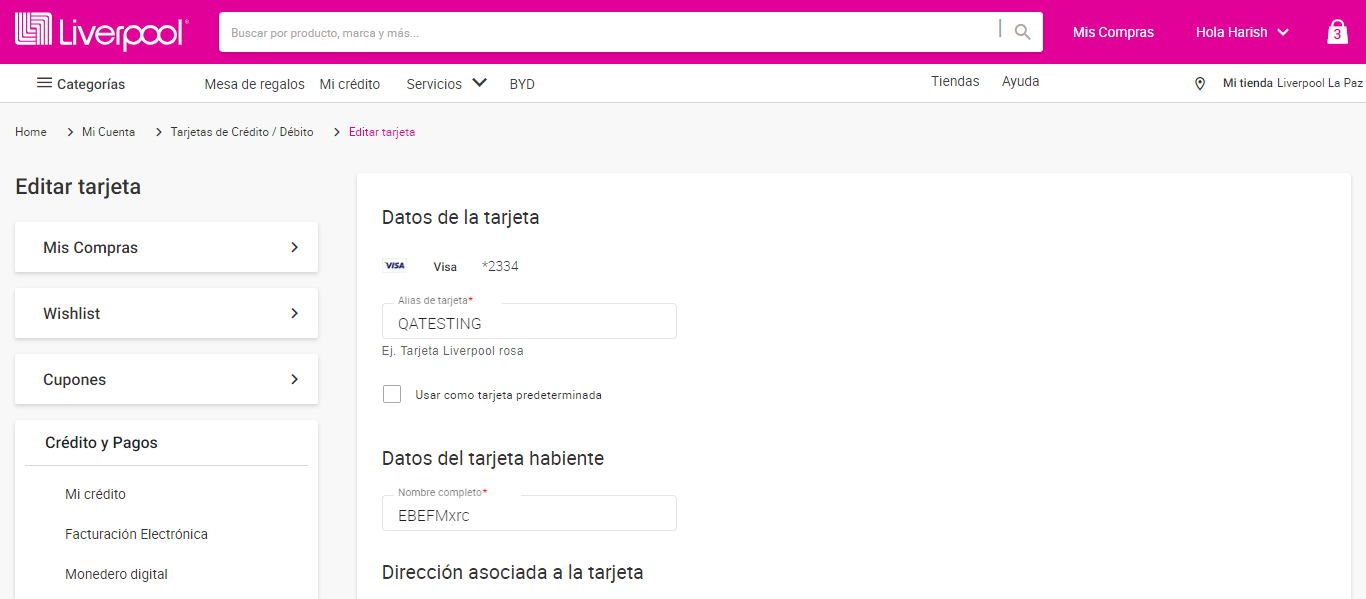 Liverpool
Buscar por producto, marca y más...
Mis Compras
Hola Harish
3
Categorías
Mesa de regalos
Mi crédito
Servicios
BYD
Tiendas
Ayuda
Mi tienda Liverpool La Paz
Home > Mi Cuenta > Tarjetas de Crédito / Débito > Editar tarjeta
Editar tarjeta
Mis Compras
Wishlist
Cupones
Crédito y Pagos
Mi crédito
Facturación Electrónica
Monedero digital
Datos de la tarjeta
VISA Visa *2334
Alias de tarjeta*
QATESTING
Ej. Tarjeta Liverpool rosa
Usar como tarjeta predeterminada
Datos del tarjeta habiente
Nombre completo*
EBEFMxrc
Dirección asociada a la tarjeta